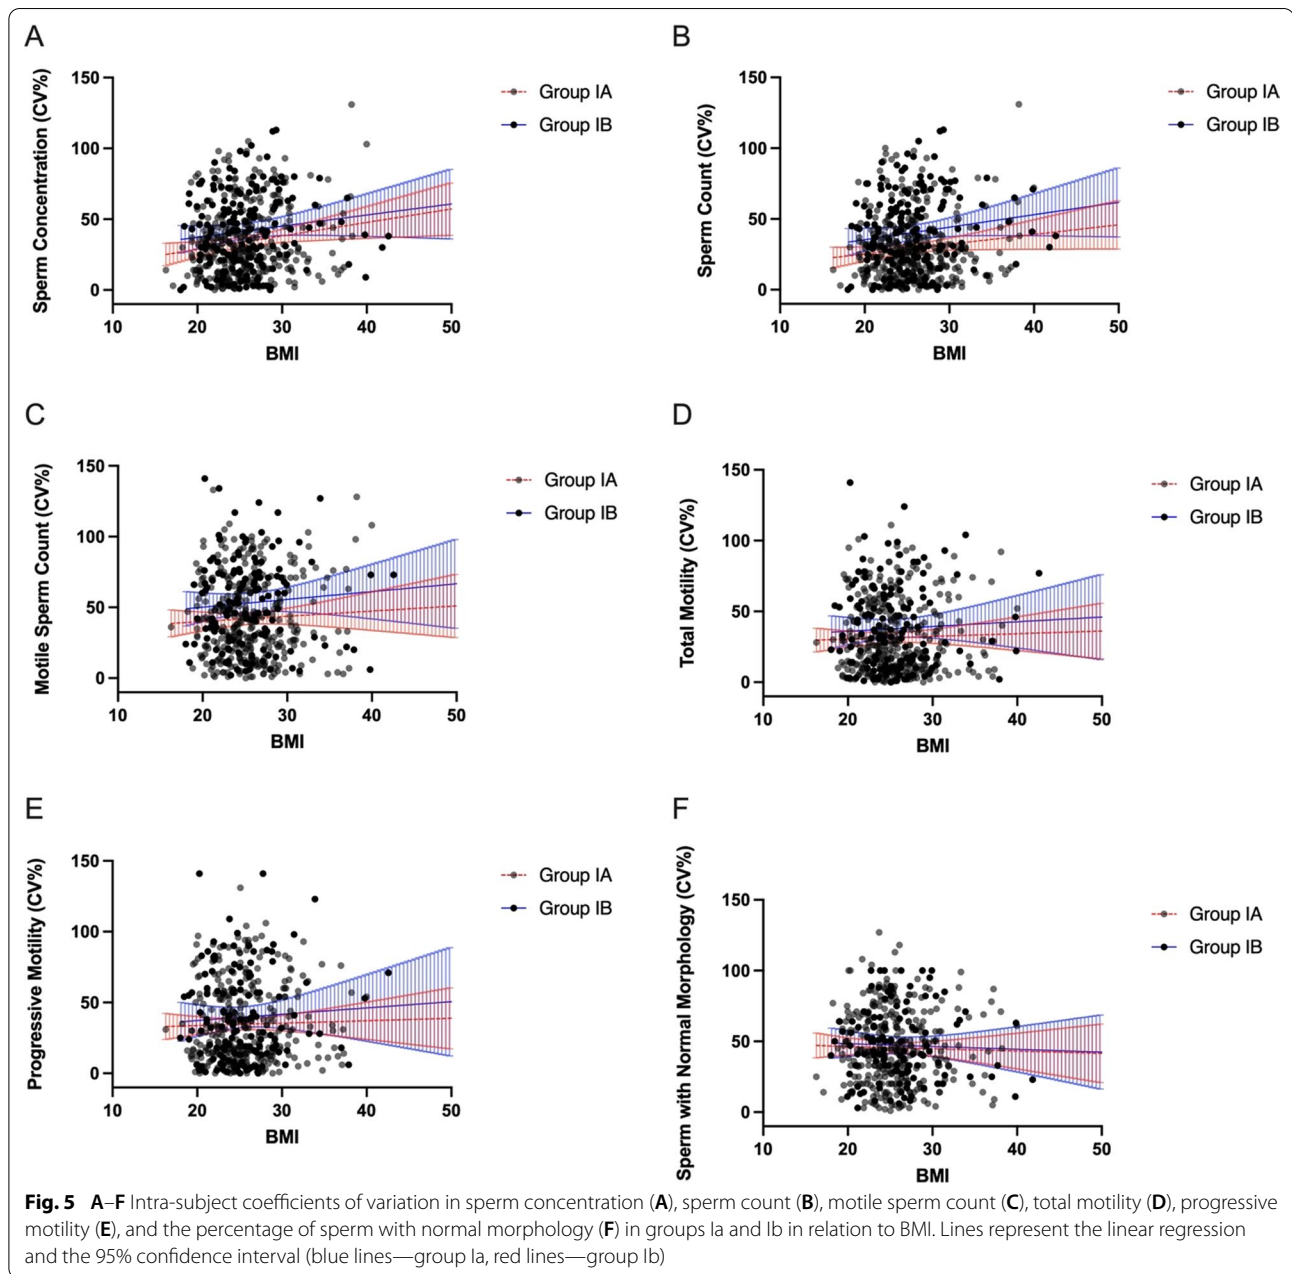 A
Sperm Concentration (CV%)
150
100
50
0
10 20 30 40 50
BMI
Group IA
Group IB
B
Sperm Count (CV%)
150
100
50
0
10 20 30 40 50
BMI
Group IA
Group IB
C
Motile Sperm Count (CV%)
150
100
50
0
10 20 30 40 50
BMI
Group IA
Group IB
D
Total Motility (CV%)
150
100
50
0
10 20 30 40 50
BMI
Group IA
Group IB
E
Progressive Motility (CV%)
150
100
50
0
10 20 30 40 50
BMI
Group IA
Group IB
F
Sperm with Normal Morphology (CV%)
150
100
50
0
10 20 30 40 50
BMI
Group IA
Group IB
Fig. 5 A–F Intra-subject coefficients of variation in sperm concentration (A), sperm count (B), motile sperm count (C), total motility (D), progressive
motility (E), and the percentage of sperm with normal morphology (F) in groups Ia and Ib in relation to BMI. Lines represent the linear regression
and the 95% confidence interval (blue lines—group Ia, red lines—group Ib)